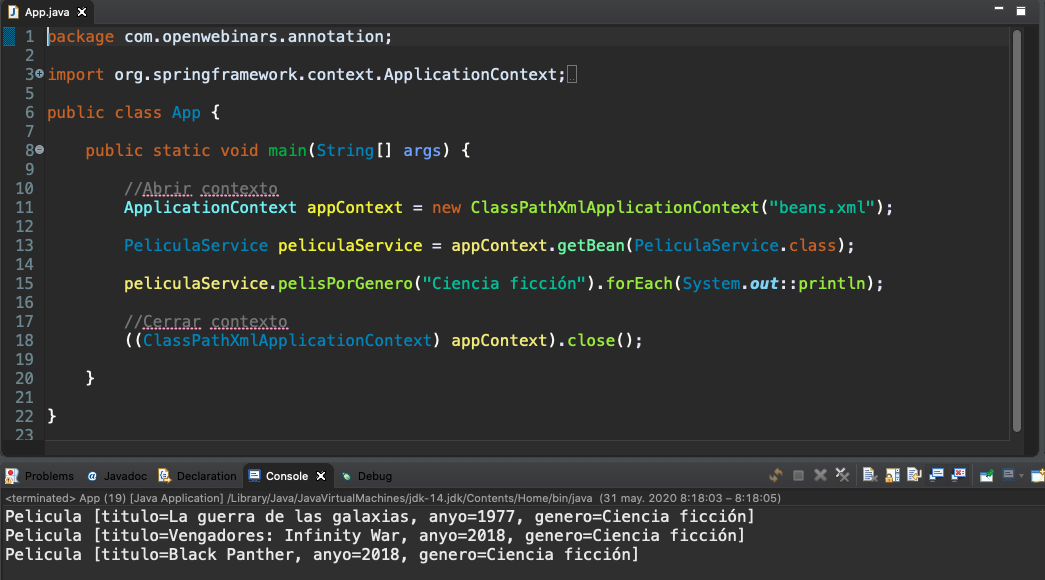 App.java
1 package com.openwebinars.annotation;
2
3 import org.springframework.context.ApplicationContext;
5
6 public class App {
7
8     public static void main(String[] args) {
9
10         //Abrir contexto
11         ApplicationContext appContext = new ClassPathXmlApplicationContext("beans.xml");
12
13         PeliculaService peliculaService = appContext.getBean(PeliculaService.class);
14
15         peliculaService.pelisPorGenero("Ciencia ficción").forEach(System.out::println);
16
17         //Cerrar contexto
18         ((ClassPathXmlApplicationContext) appContext).close();
19
20     }
21
22 }
23
Problems @ Javadoc Declaration Console Debug
<terminated> App (19) [Java Application] /Library/Java/JavaVirtualMachines/jdk-14.jdk/Contents/Home/bin/java (31 may. 2020 8:18:03 – 8:18:05)
Pelicula [titulo=La guerra de las galaxias, anyo=1977, genero=Ciencia ficción]
Pelicula [titulo=Vengadores: Infinity War, anyo=2018, genero=Ciencia ficción]
Pelicula [titulo=Black Panther, anyo=2018, genero=Ciencia ficción]